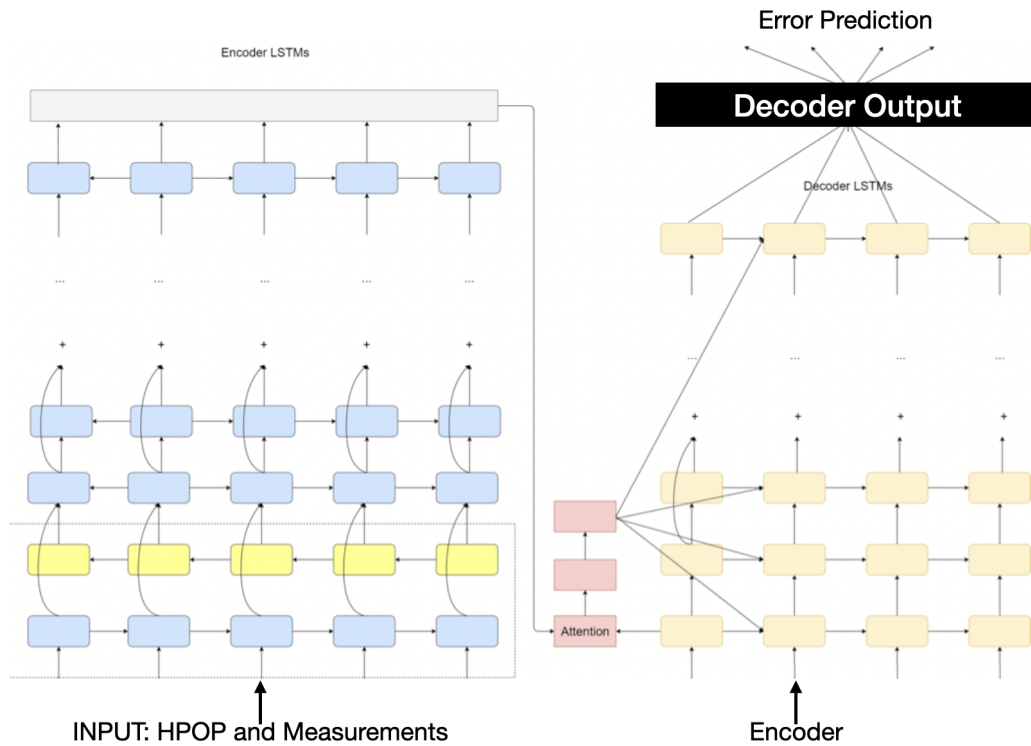 Error Prediction
Encoder LSTMs
Decoder Output
Decoder LSTMs
... ... ... ... ...
+ + + + +
... ... ... ...
+ + + +
Attention
INPUT: HPOP and Measurements
Encoder